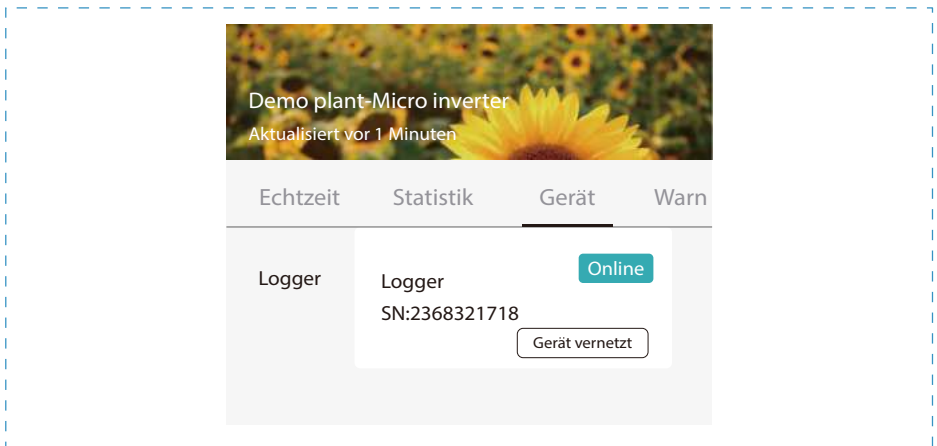 Demo plant-Micro inverter
Aktualisiert vor 1 Minuten
Echtzeit Statistik Gerät Warn
Logger
Logger
Online
SN:2368321718
Gerät vernetzt